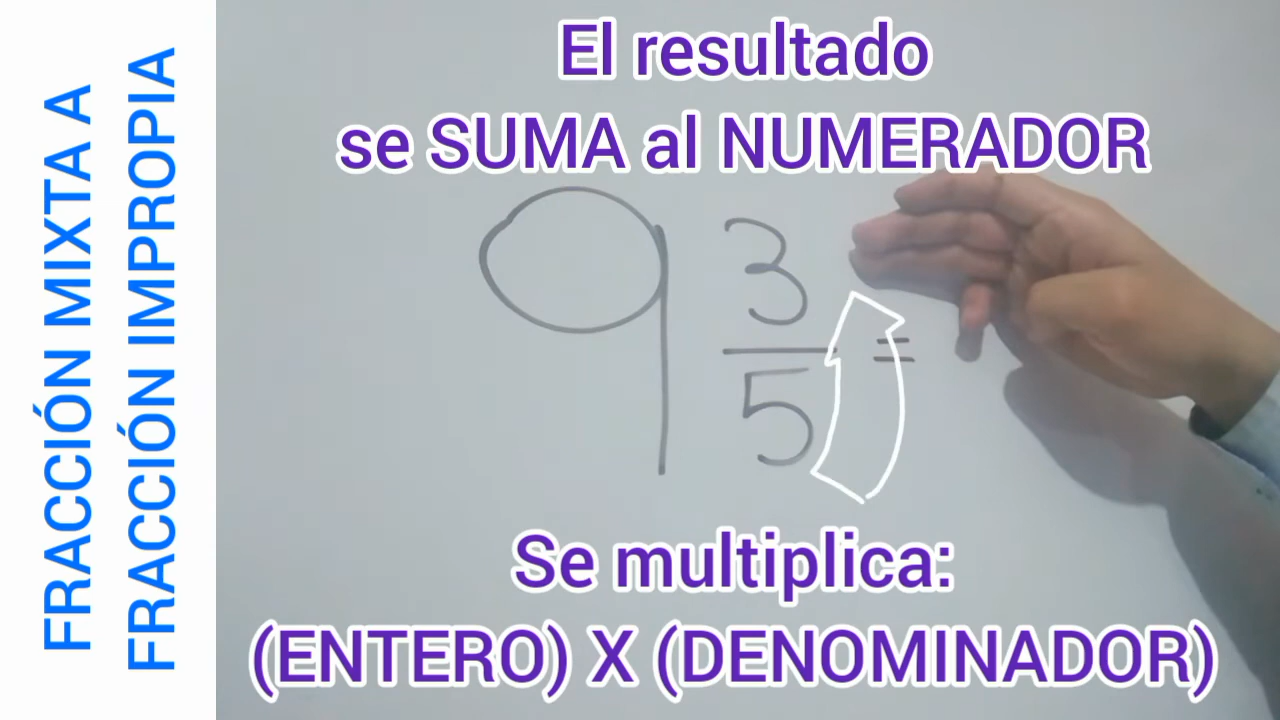 FRACCIÓN MIXTA A
FRACCIÓN IMPROPIA
El resultado
se SUMA al NUMERADOR
9 3/5 =
Se multiplica:
(ENTERO) X (DENOMINADOR)